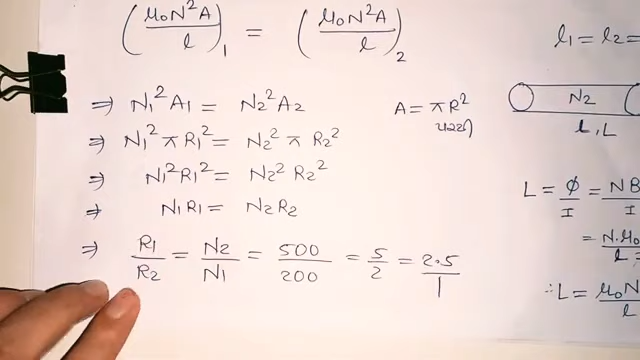 (μ₀N²A / l)₁ = (μ₀N²A / l)₂
⇒ N₁²A₁ = N₂²A₂
⇒ N₁²πR₁² = N₂²πR₂²
⇒ N₁²R₁² = N₂²R₂²
⇒ N₁R₁ = N₂R₂
⇒ R₁/R₂ = N₂/N₁ = 500/200 = 5/2 = 2.5/1
A = πR²
l₁ = l₂ =
N₂
l, L
L = ϕ/I = NB/I
= N.μ₀/l
∴ L = μ₀N/l